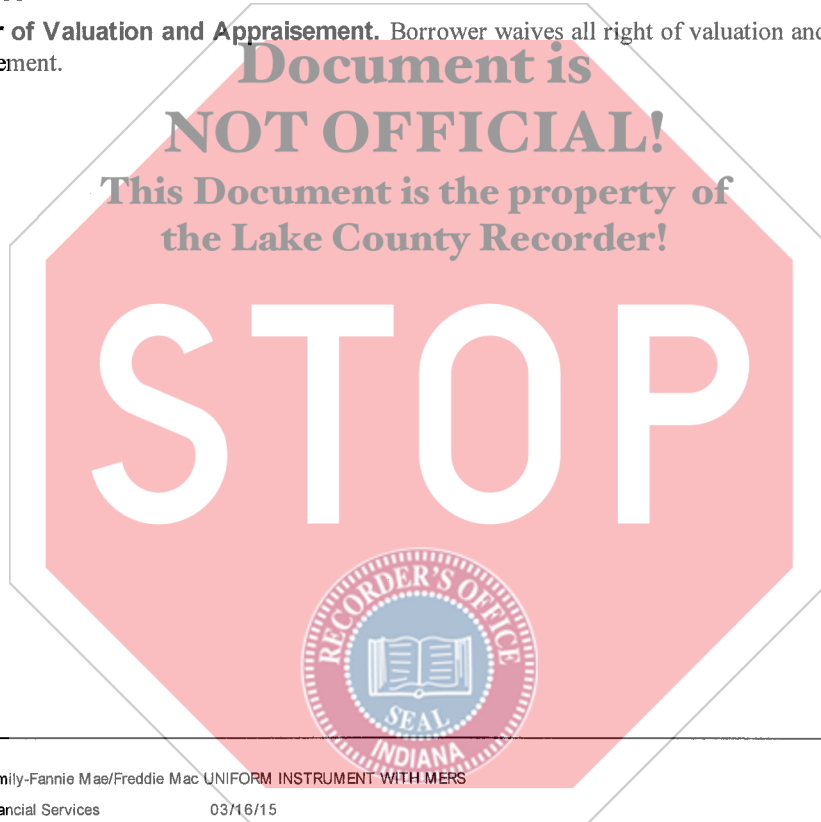 r of Valuation and Appraisement. Borrower waives all right of valuation and
ement.
Document is
NOT OFFICIAL!
This Document is the property of
the Lake County Recorder!
STOP
RECORDER'S OFFICE
SEAL
INDIANA
mily-Fannie Mae/Freddie Mac UNIFORM INSTRUMENT WITH MERS
ancial Services 03/16/15